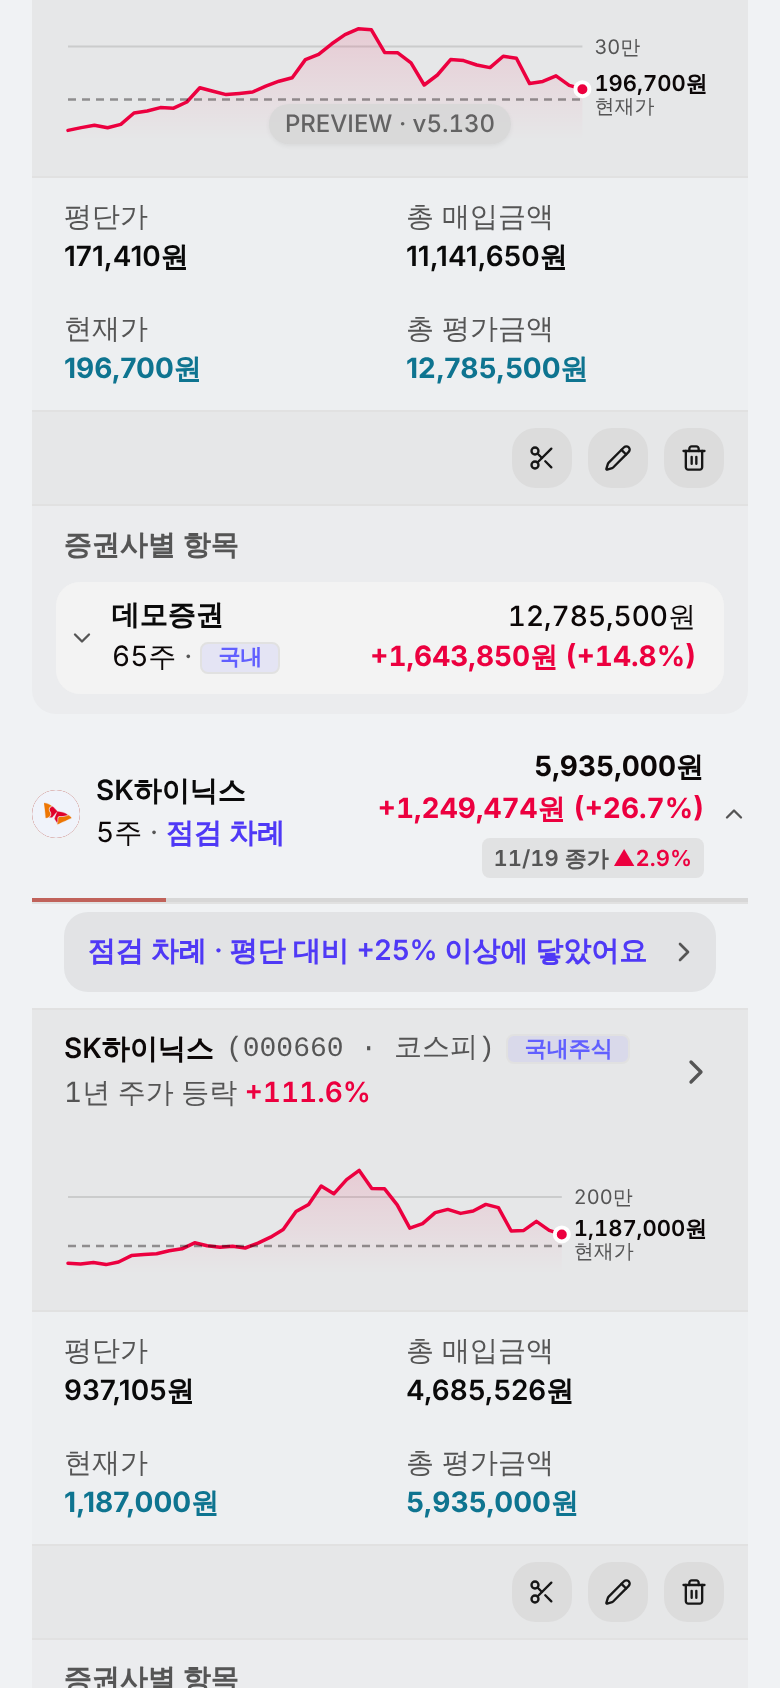 30만
196,700원
현재가
PREVIEW · v5.130
평단가
171,410원
총 매입금액
11,141,650원
현재가
196,700원
총 평가금액
12,785,500원
증권사별 항목
데모증권
65주 · 국내
12,785,500원
+1,643,850원 (+14.8%)
SK하이닉스
5주 · 점검 차례
5,935,000원
+1,249,474원 (+26.7%)
11/19 종가 ▲2.9%
점검 차례 · 평단 대비 +25% 이상에 닿았어요
SK하이닉스 (000660 · 코스피) 국내주식
1년 주가 등락 +111.6%
200만
1,187,000원
현재가
평단가
937,105원
총 매입금액
4,685,526원
현재가
1,187,000원
총 평가금액
5,935,000원
증권사별 항목